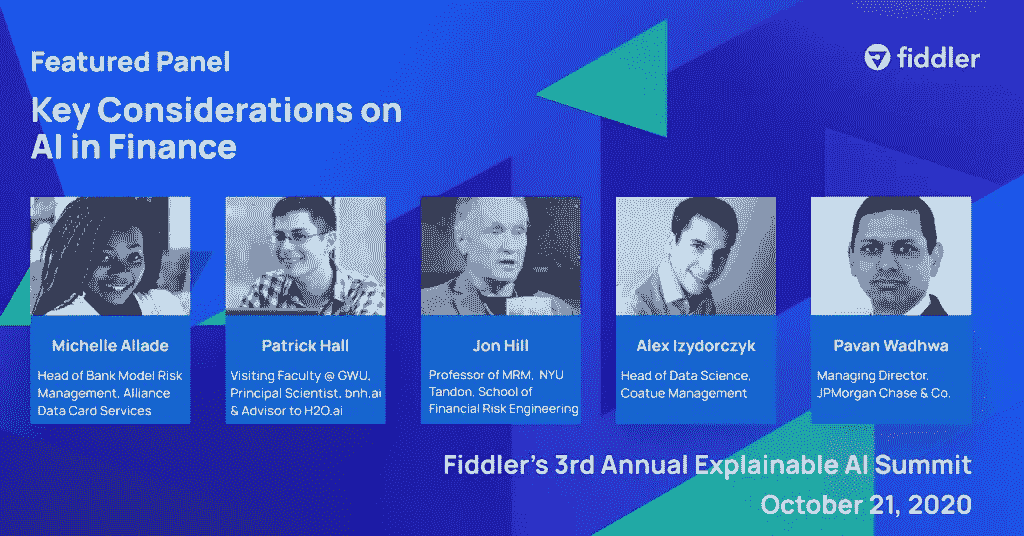 Featured Panel
fiddler
Key Considerations on
AI in Finance
Michelle Allade
Head of Bank Model Risk
Management, Alliance
Data Card Services
Patrick Hall
Visiting Faculty @ GWU,
Principal Scientist, bnh.ai
& Advisor to H2O.ai
Jon Hill
Professor of MRM, NYU
Tandon, School of
Financial Risk Engineering
Alex Izydorczyk
Head of Data Science,
Coatue Management
Pavan Wadhwa
Managing Director,
JPMorgan Chase & Co.
Fiddler's 3rd Annual Explainable AI Summit
October 21, 2020